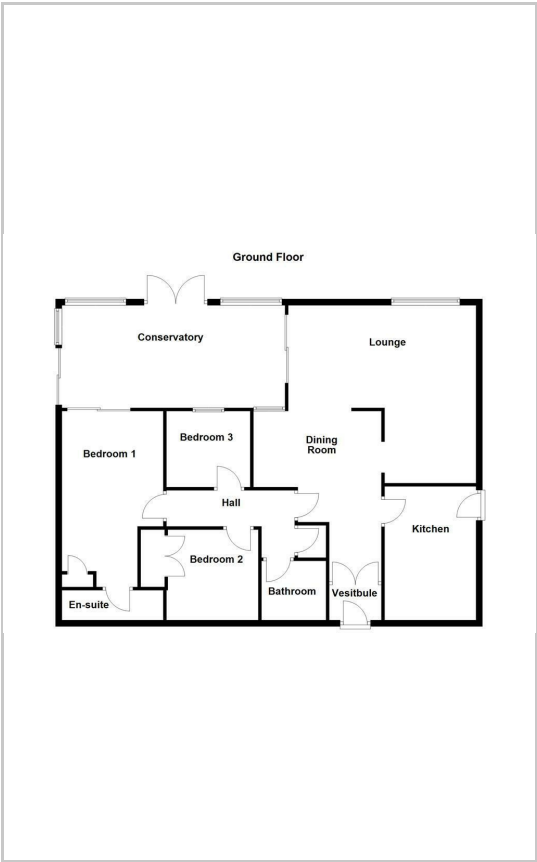 Ground Floor
Conservatory
Lounge
Bedroom 3
Dining
Room
Bedroom 1
Hall
Kitchen
Bedroom 2
Bathroom
Vesitbule
En-suite